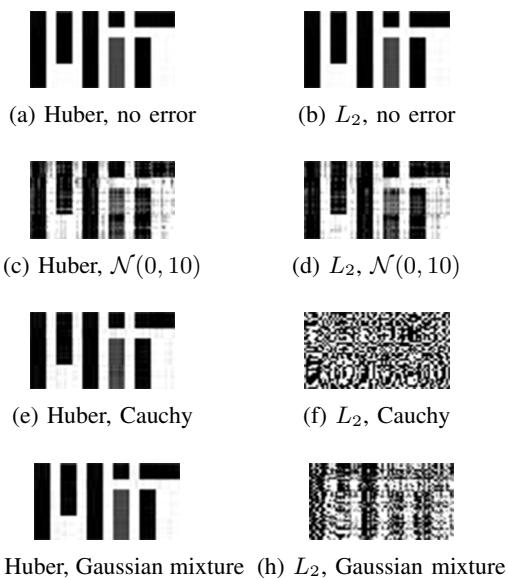 (a) Huber, no error
(b) L₂, no error
(c) Huber, 𝒩(0, 10)
(d) L₂, 𝒩(0, 10)
(e) Huber, Cauchy
(f) L₂, Cauchy
Huber, Gaussian mixture
(h) L₂, Gaussian mixture